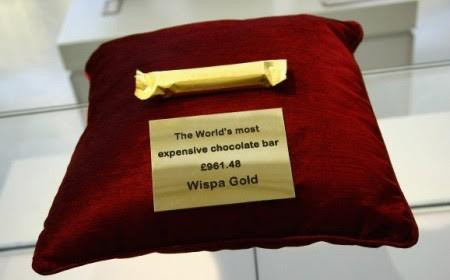 The World's most
expensive chocolate bar
£961.48
Wispa Gold